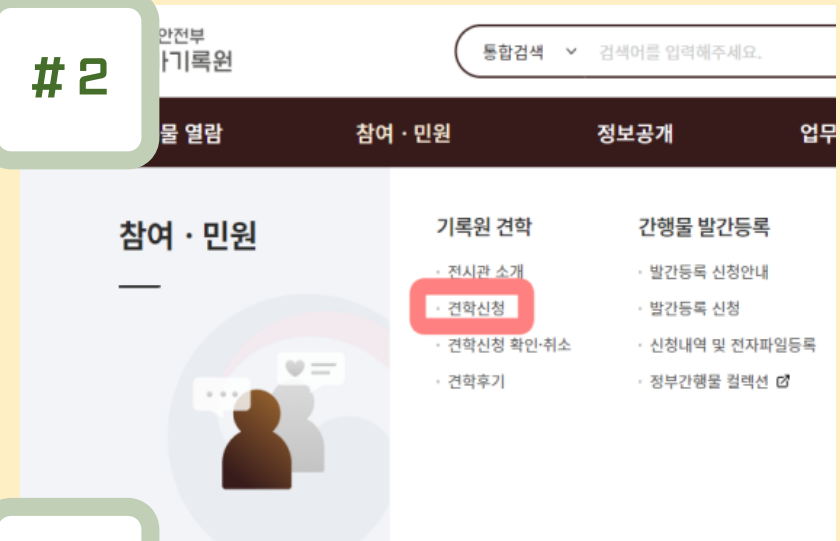 # 2
안전부
기록원
통합검색
검색어를 입력해주세요.
물 열람
참여 · 민원
정보공개
업무
참여 · 민원
기록원 견학
· 전시관 소개
· 견학신청
· 견학신청 확인·취소
· 견학후기
간행물 발간등록
· 발간등록 신청안내
· 발간등록 신청
· 신청내역 및 전자파일등록
· 정부간행물 컬렉션